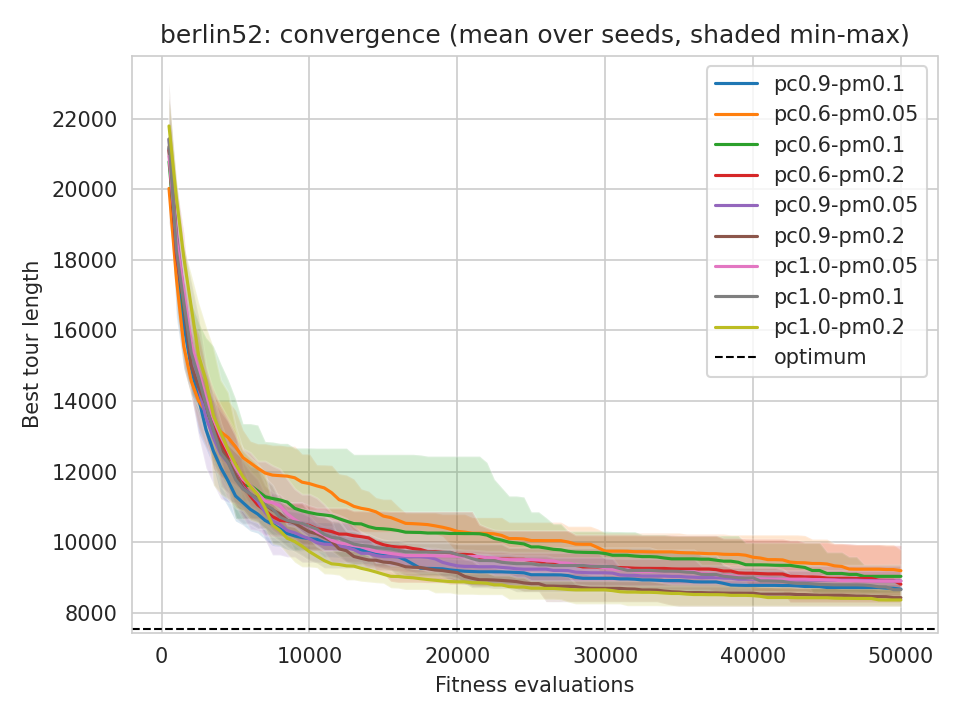 berlin52: convergence (mean over seeds, shaded min-max)
pc0.9-pm0.1
pc0.6-pm0.05
pc0.6-pm0.1
pc0.6-pm0.2
pc0.9-pm0.05
pc0.9-pm0.2
pc1.0-pm0.05
pc1.0-pm0.1
pc1.0-pm0.2
optimum
Best tour length
22000
20000
18000
16000
14000
12000
10000
8000
0 10000 20000 30000 40000 50000
Fitness evaluations